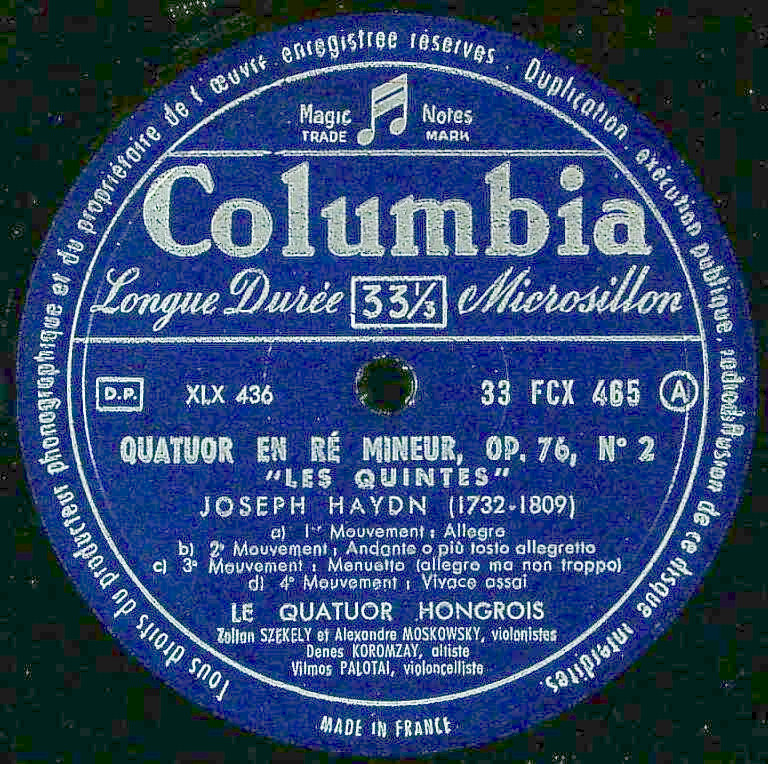 Tous droits du producteur phonographique et du propriétaire de l'œuvre enregistrée réservés . Duplication, exécution publique, radiodiffusion de ce disque interdites.
Magic Notes
TRADE MARK
Columbia
Longue Durée 33⅓ Microsillon
D.P. XLX 436 33 FCX 465 A
QUATUOR EN RÉ MINEUR, OP. 76, N° 2
"LES QUINTES"
JOSEPH HAYDN (1732-1809)
a) 1er Mouvement : Allegro
b) 2e Mouvement : Andante o più tosto allegretto
c) 3e Mouvement : Menuetto (allegro ma non troppo)
d) 4e Mouvement : Vivace assai
LE QUATUOR HONGROIS
Zoltan SZEKELY et Alexandre MOSKOWSKY, violonistes
Denes KOROMZAY, altiste
Vilmos PALOTAI, violoncelliste
MADE IN FRANCE